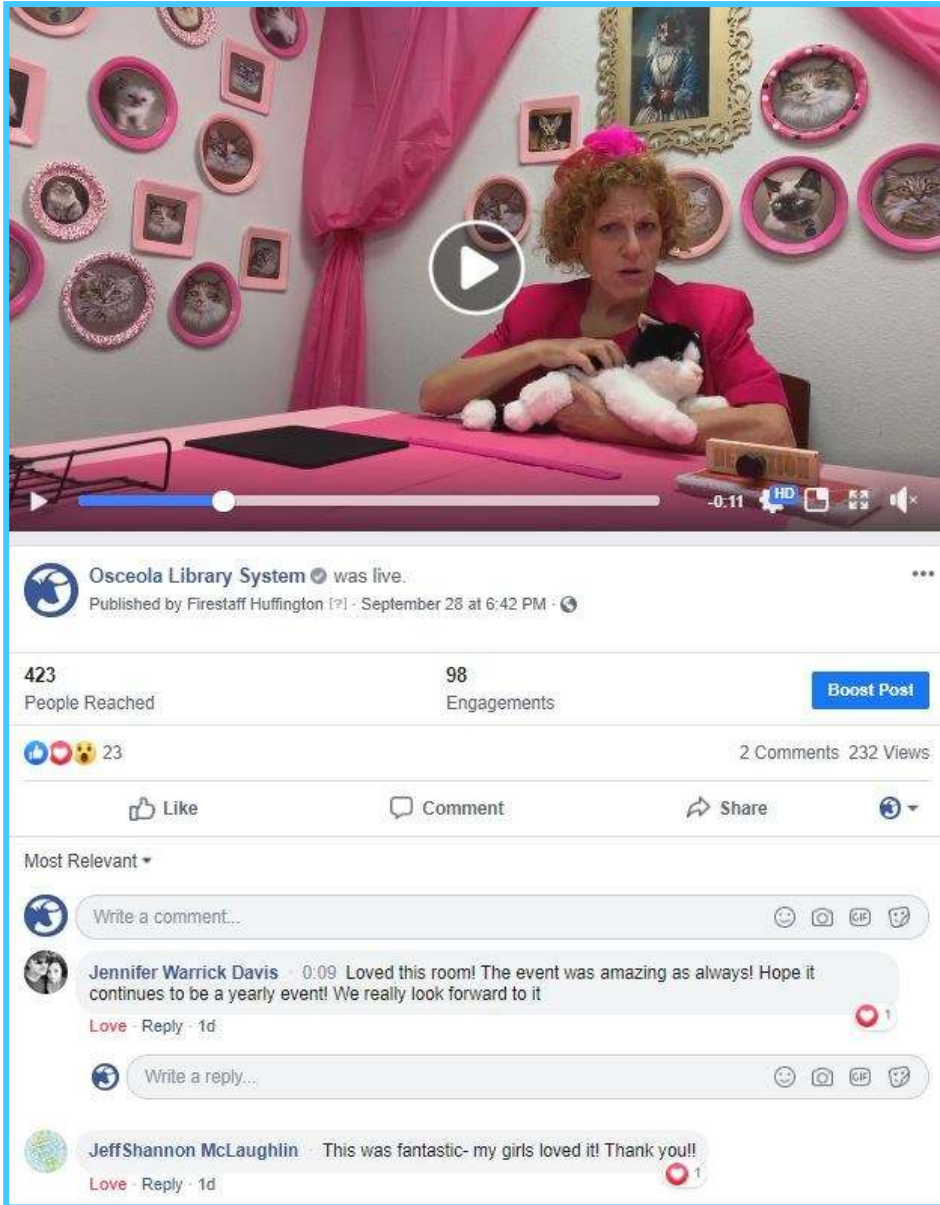 -0:11 HD
Osceola Library System was live.
Published by Firestaff Huffington [?] · September 28 at 6:42 PM ·
423
People Reached
98
Engagements
Boost Post
23
2 Comments 232 Views
Like
Comment
Share
Most Relevant
Write a comment...
GIF
Jennifer Warrick Davis · 0:09 Loved this room! The event was amazing as always! Hope it
continues to be a yearly event! We really look forward to it
1
Love · Reply · 1d
Write a reply...
GIF
JeffShannon McLaughlin · This was fantastic- my girls loved it! Thank you!!
1
Love · Reply · 1d